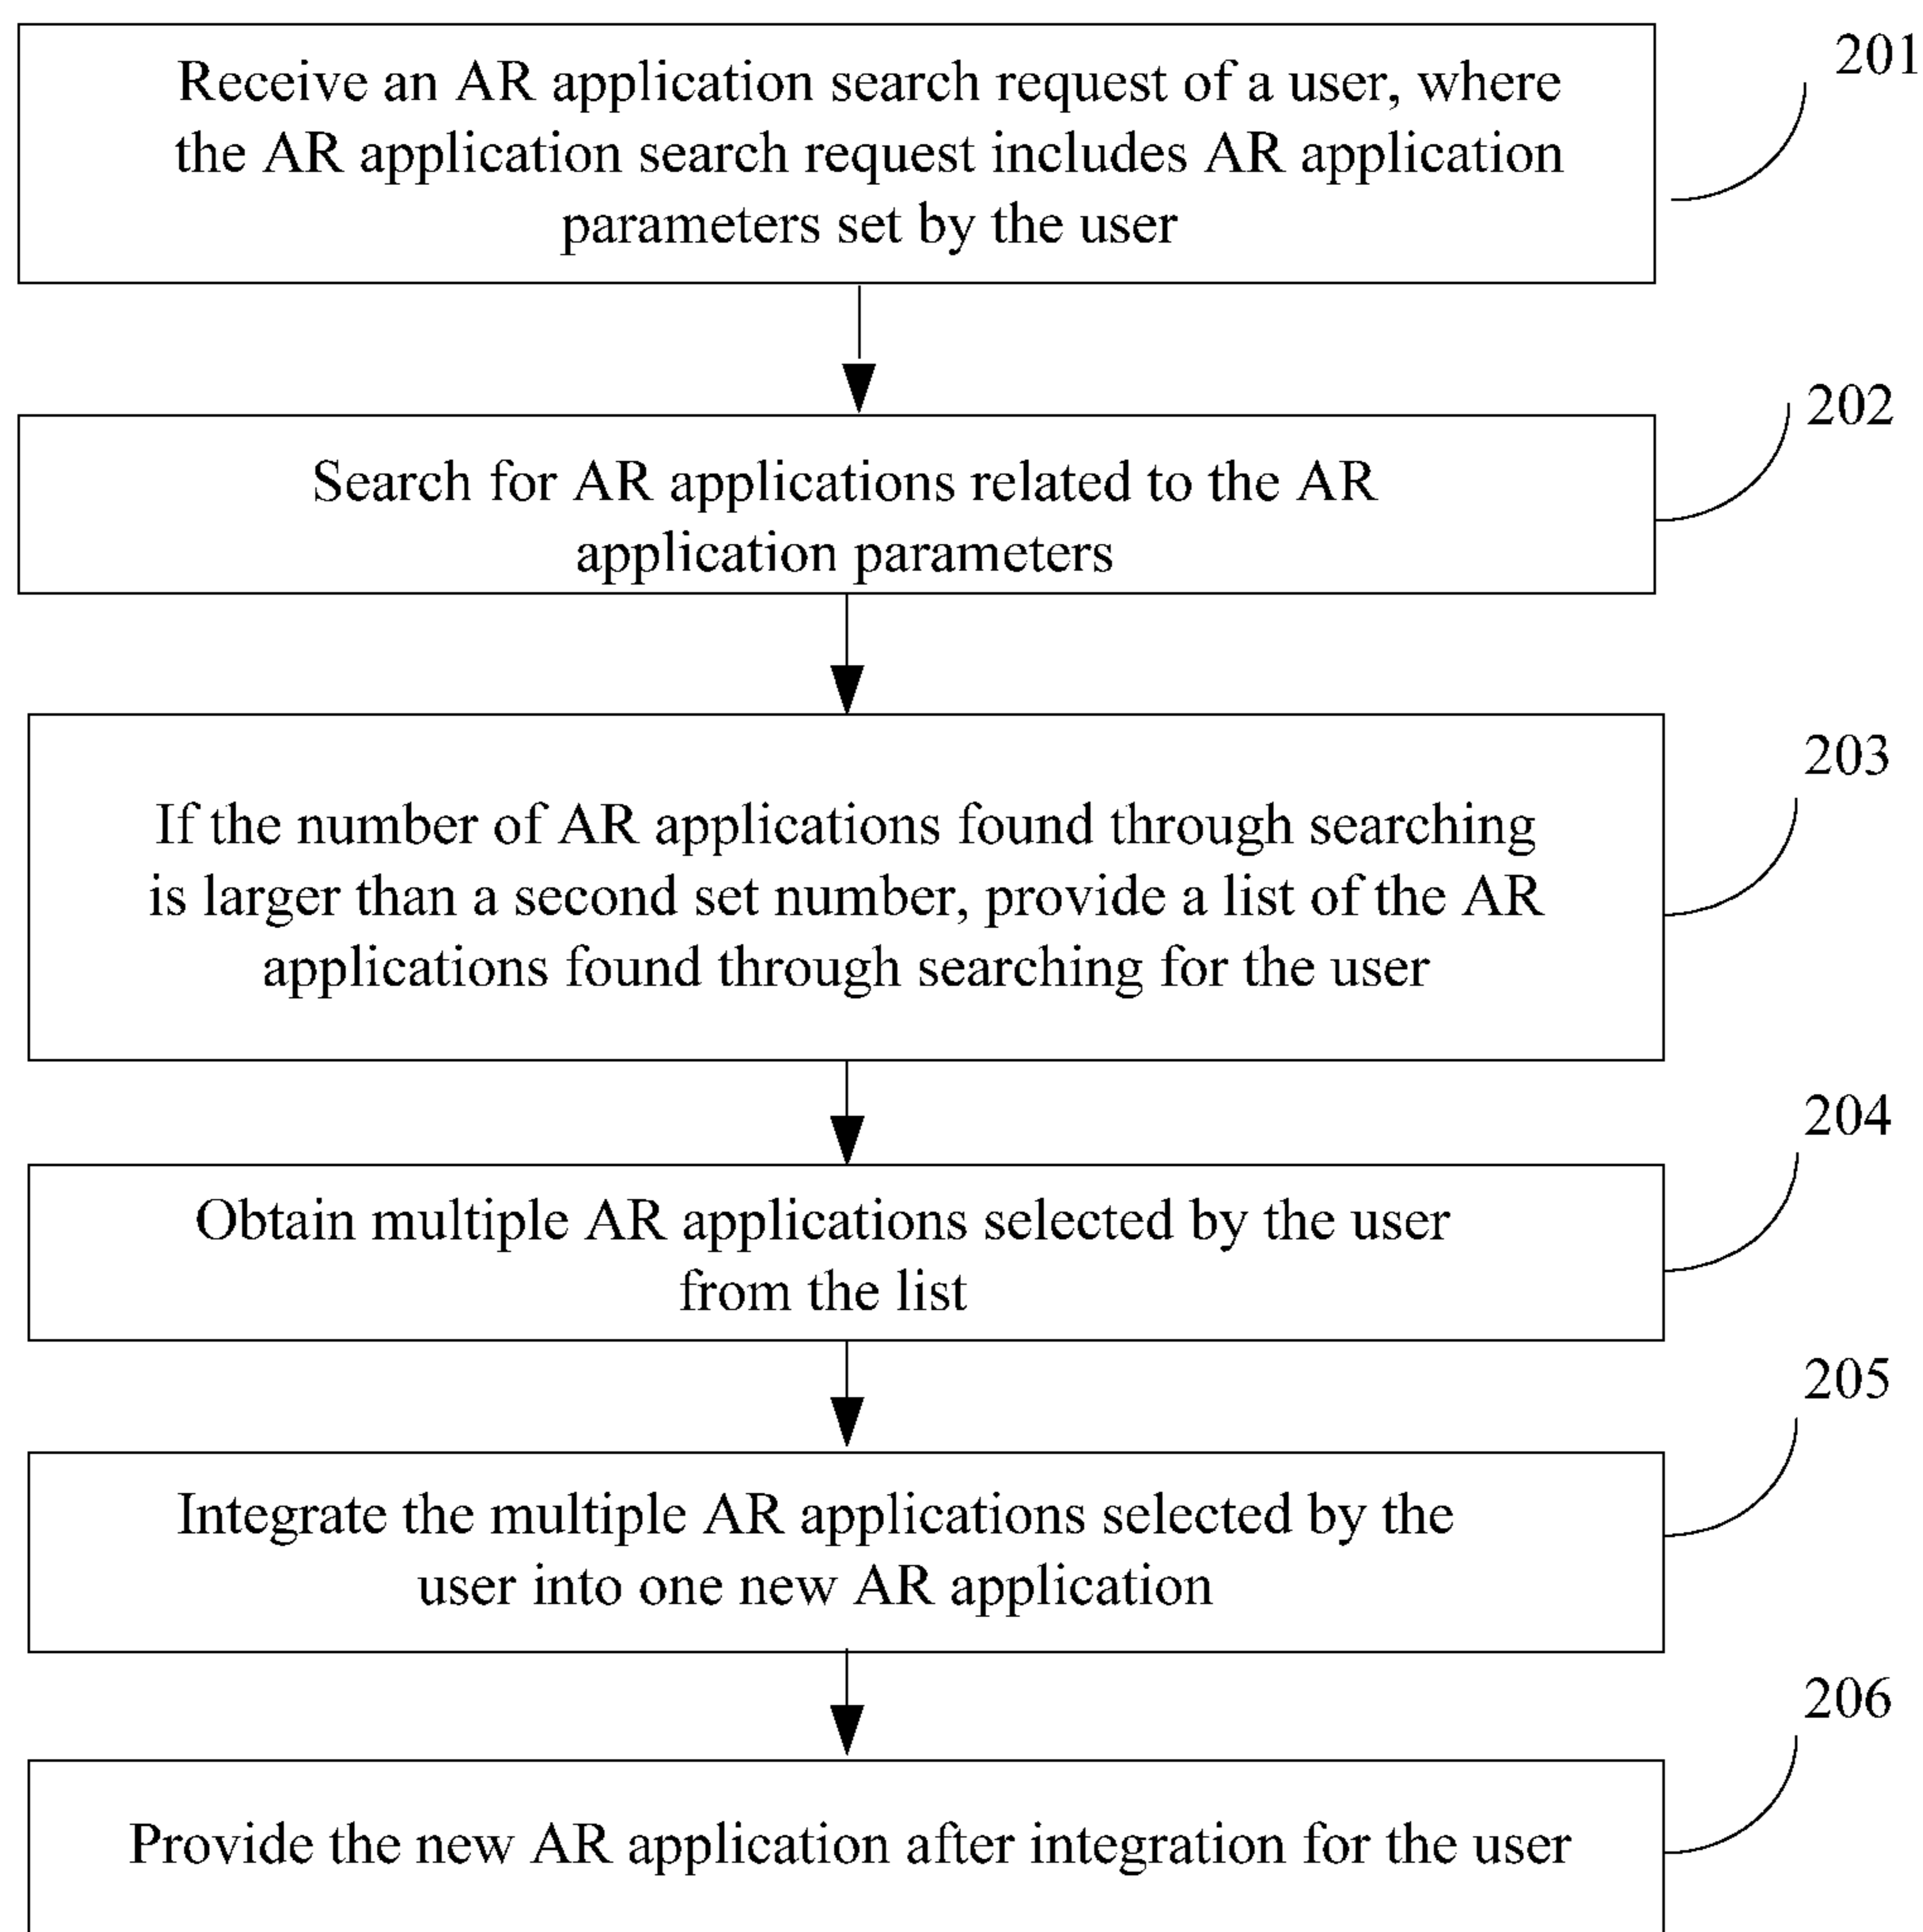 201
Receive an AR application search request of a user, where
the AR application search request includes AR application
parameters set by the user
202
Search for AR applications related to the AR
application parameters
203
If the number of AR applications found through searching
is larger than a second set number, provide a list of the AR
applications found through searching for the user
204
Obtain multiple AR applications selected by the user
from the list
205
Integrate the multiple AR applications selected by the
user into one new AR application
206
Provide the new AR application after integration for the user